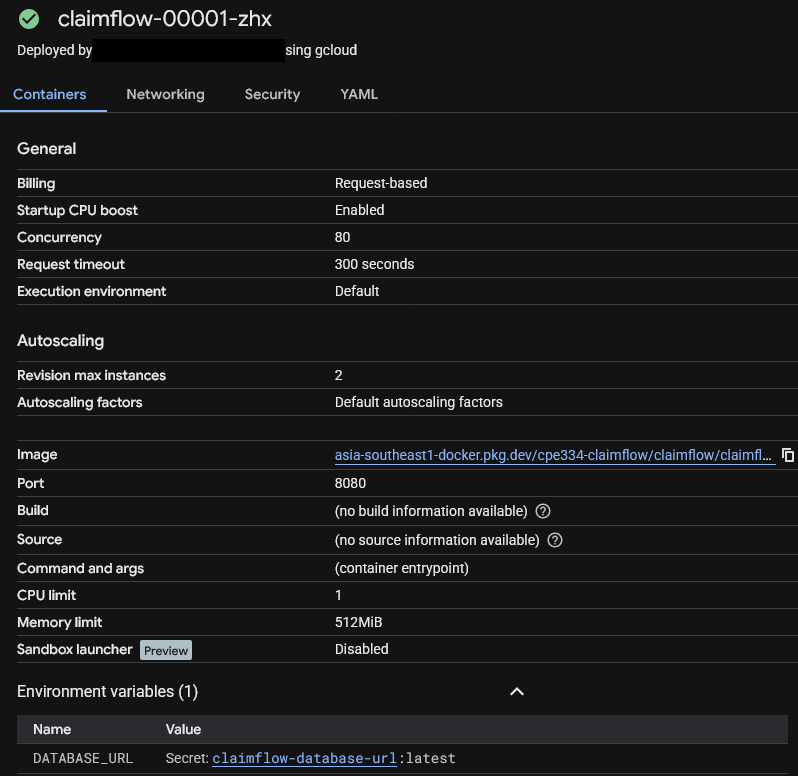 claimflow-00001-zhx
Deployed by sing gcloud
Containers Networking Security YAML
General
Billing Request-based
Startup CPU boost Enabled
Concurrency 80
Request timeout 300 seconds
Execution environment Default
Autoscaling
Revision max instances 2
Autoscaling factors Default autoscaling factors
Image asia-southeast1-docker.pkg.dev/cpe334-claimflow/claimflow/claimfl...
Port 8080
Build (no build information available)
Source (no source information available)
Command and args (container entrypoint)
CPU limit 1
Memory limit 512MiB
Sandbox launcher Preview Disabled
Environment variables (1)
Name Value
DATABASE_URL Secret: claimflow-database-url:latest